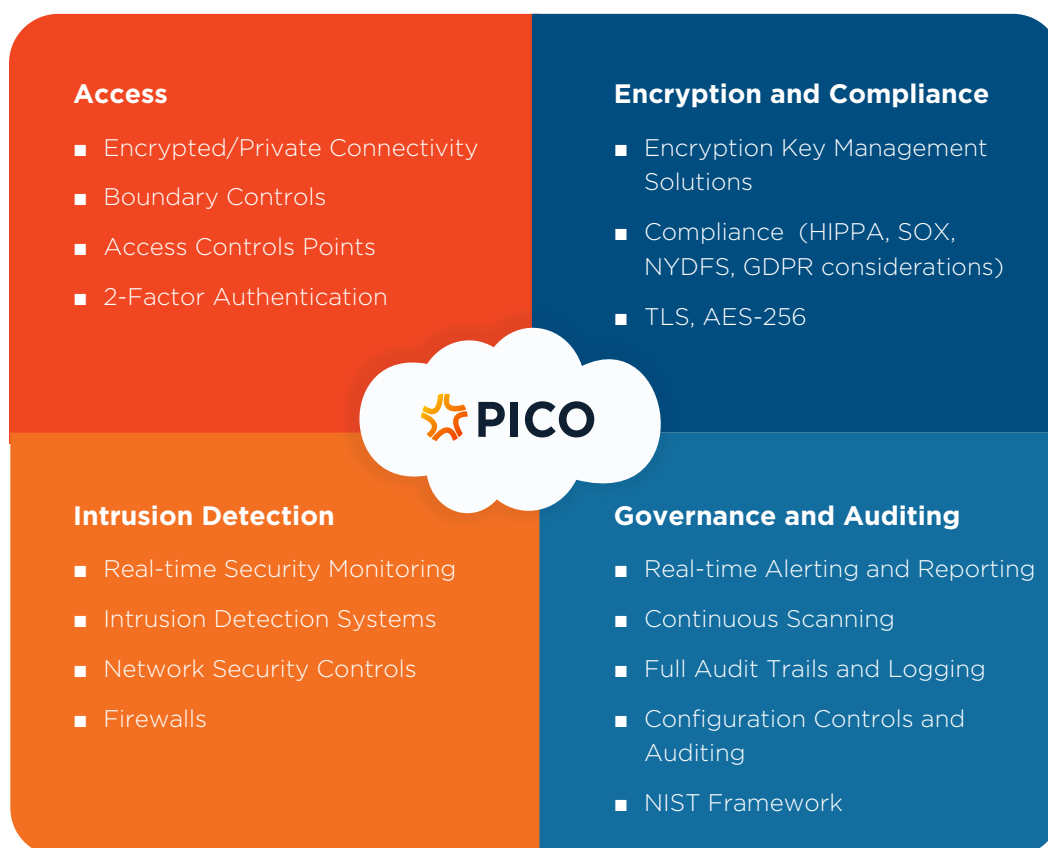 Access
■ Encrypted/Private Connectivity
■ Boundary Controls
■ Access Controls Points
■ 2-Factor Authentication
Encryption and Compliance
■ Encryption Key Management
Solutions
■ Compliance (HIPPA, SOX,
NYDFS, GDPR considerations)
■ TLS, AES-256
PICO
Intrusion Detection
■ Real-time Security Monitoring
■ Intrusion Detection Systems
■ Network Security Controls
■ Firewalls
Governance and Auditing
■ Real-time Alerting and Reporting
■ Continuous Scanning
■ Full Audit Trails and Logging
■ Configuration Controls and
Auditing
■ NIST Framework